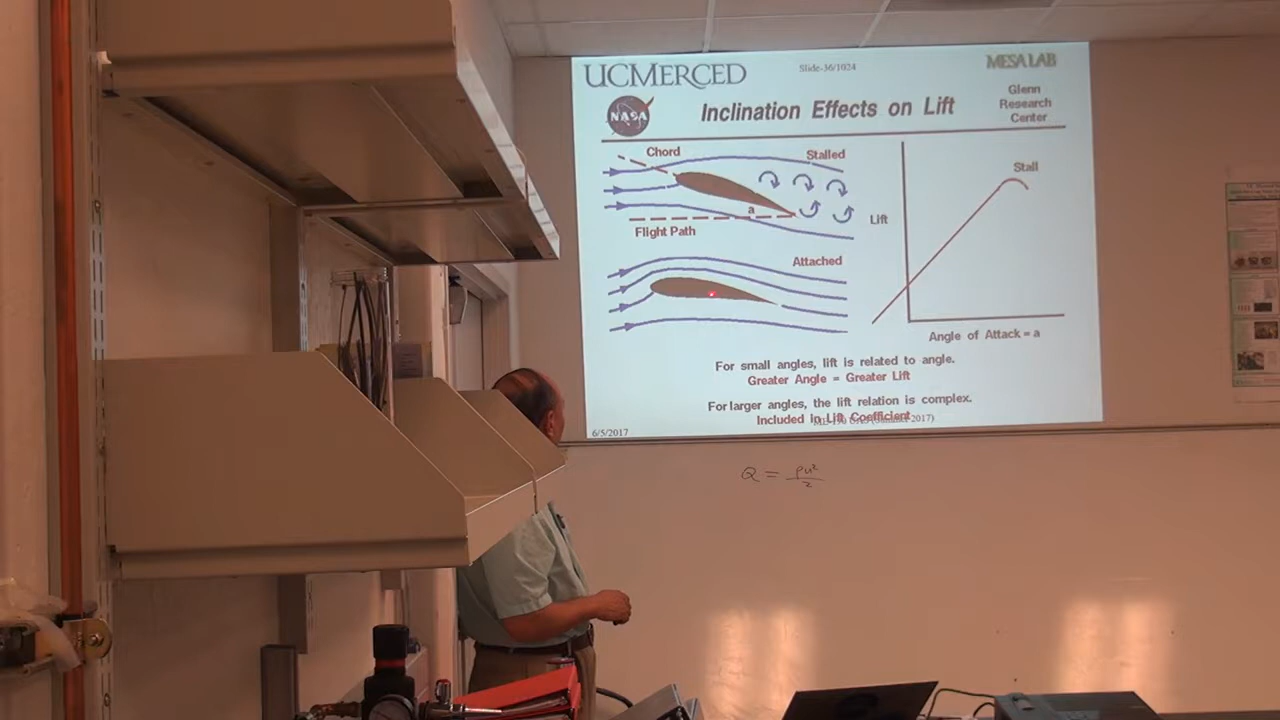 UCMERCED
Slide-36/1024
MESA LAB
NASA
Inclination Effects on Lift
Glenn
Research
Center
Chord
Stalled
a
Flight Path
Attached
Lift
Stall
Angle of Attack = a
For small angles, lift is related to angle.
Greater Angle = Greater Lift
For larger angles, the lift relation is complex.
Included In Lift Coefficient
6/5/2017
Q = ρu²/2